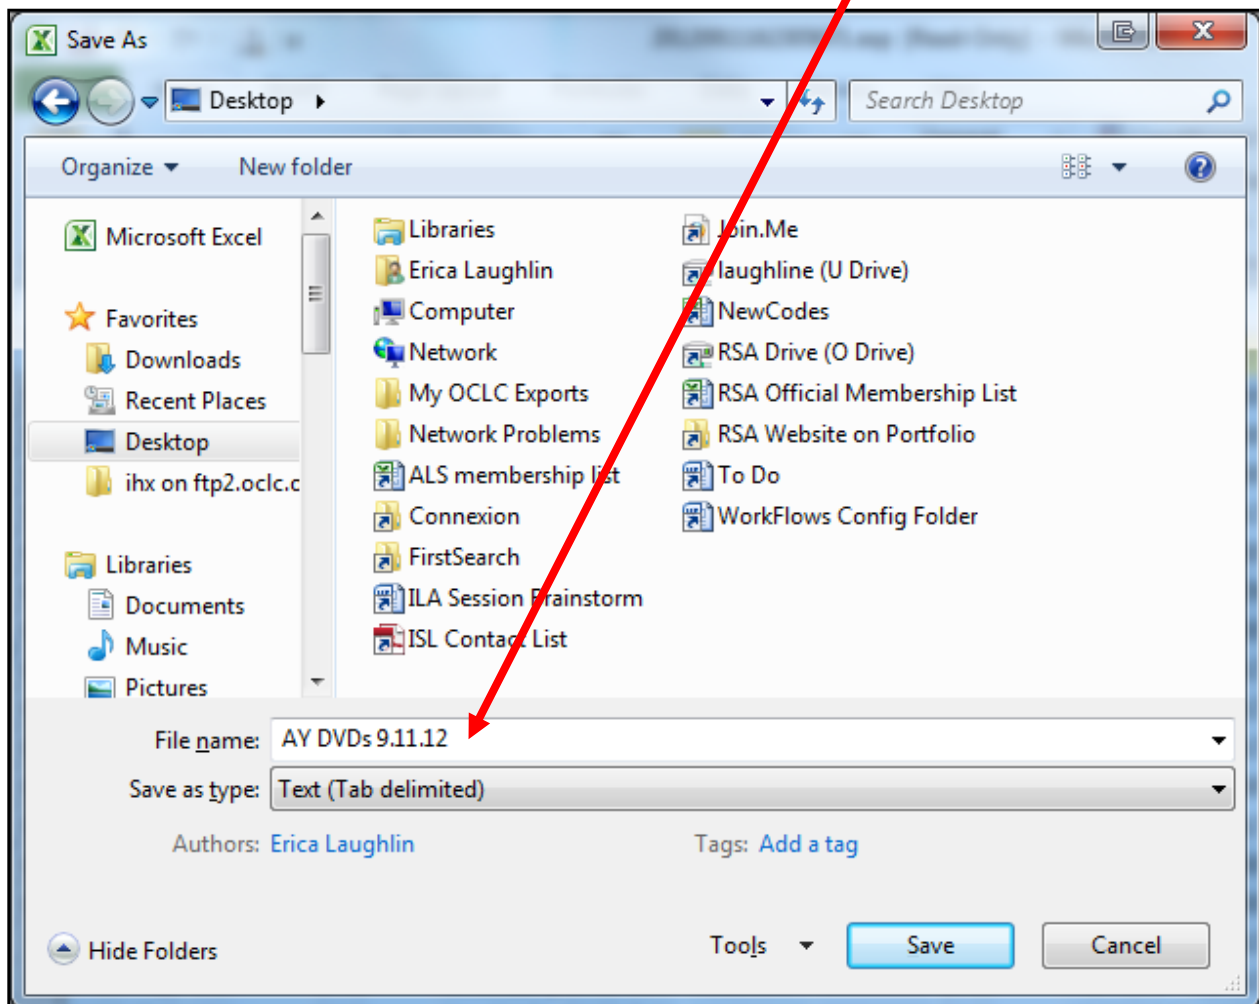 Save As
Desktop
Search Desktop
Organize
New folder
Microsoft Excel
Favorites
Downloads
Recent Places
Desktop
ihx on ftp2.oclc.c
Libraries
Documents
Music
Pictures
Libraries
Erica Laughlin
Computer
Network
My OCLC Exports
Network Problems
ALS membership list
Connexion
FirstSearch
ILA Session Brainstorm
ISL Contact List
Join.Me
laughline (U Drive)
NewCodes
RSA Drive (O Drive)
RSA Official Membership List
RSA Website on Portfolio
To Do
WorkFlows Config Folder
File name: AY DVDs 9.11.12
Save as type: Text (Tab delimited)
Authors: Erica Laughlin
Tags: Add a tag
Hide Folders
Tools
Save
Cancel